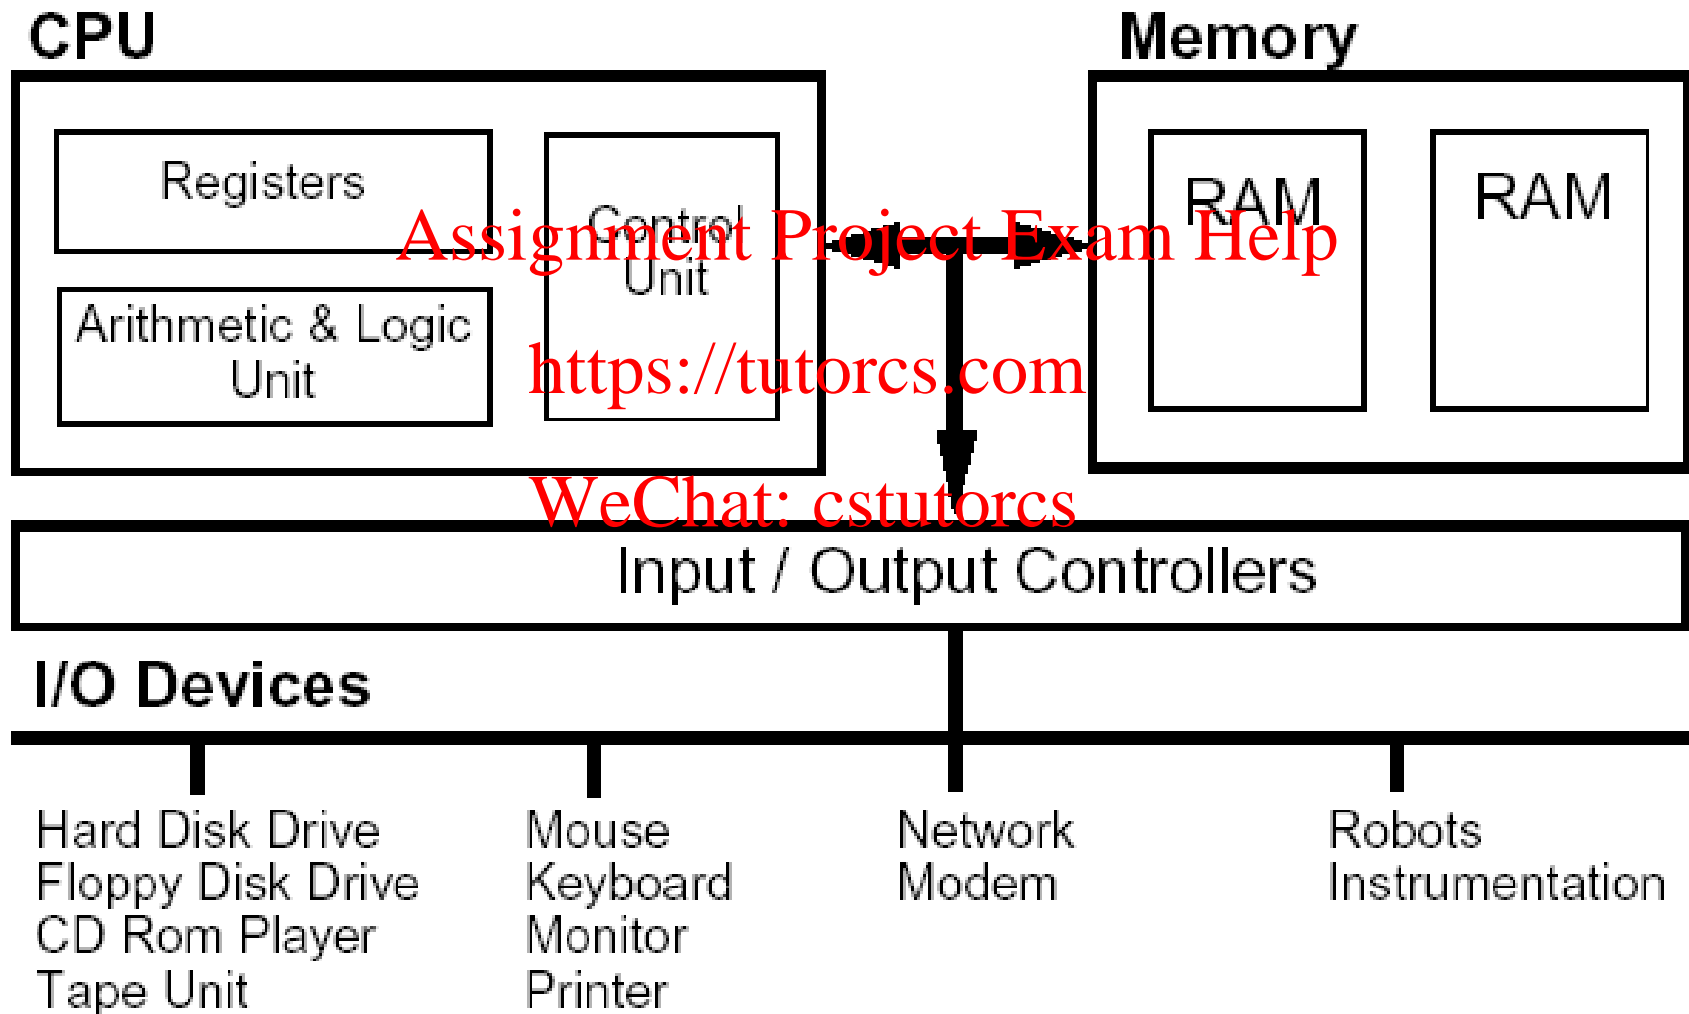 CPU
Memory
Registers
Control
Unit
Arithmetic & Logic
Unit
RAM
RAM
Assignment Project Exam Help
https://tutorcs.com
WeChat: cstutorcs
Input / Output Controllers
I/O Devices
Hard Disk Drive
Floppy Disk Drive
CD Rom Player
Tape Unit
Mouse
Keyboard
Monitor
Printer
Network
Modem
Robots
Instrumentation